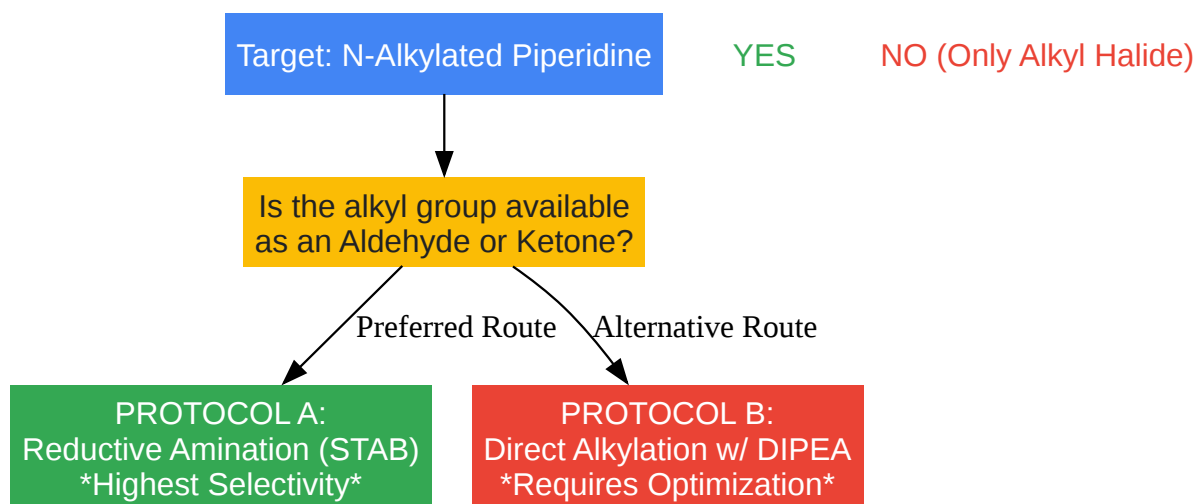 Target: N-Alkylated Piperidine
YES
NO (Only Alkyl Halide)
Is the alkyl group available
as an Aldehyde or Ketone?
Preferred Route
Alternative Route
PROTOCOL A:
Reductive Amination (STAB)
*Highest Selectivity*
PROTOCOL B:
Direct Alkylation w/ DIPEA
*Requires Optimization*